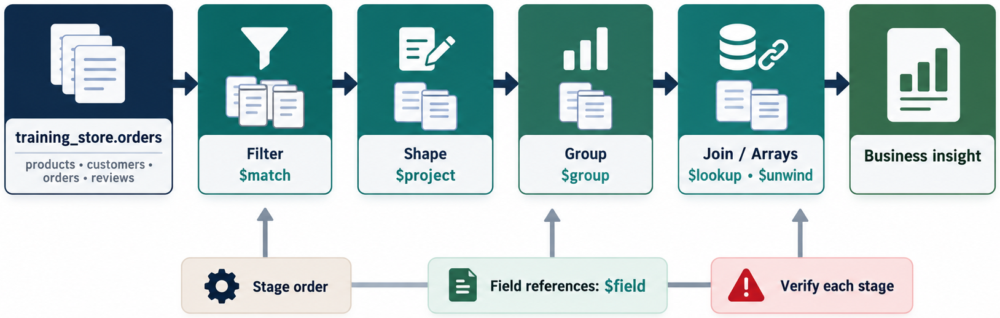 training_store.orders
products • customers •
orders • reviews
Filter
$match
Shape
$project
Group
$group
Join / Arrays
$lookup • $unwind
Business insight
Stage order
Field references: $field
Verify each stage